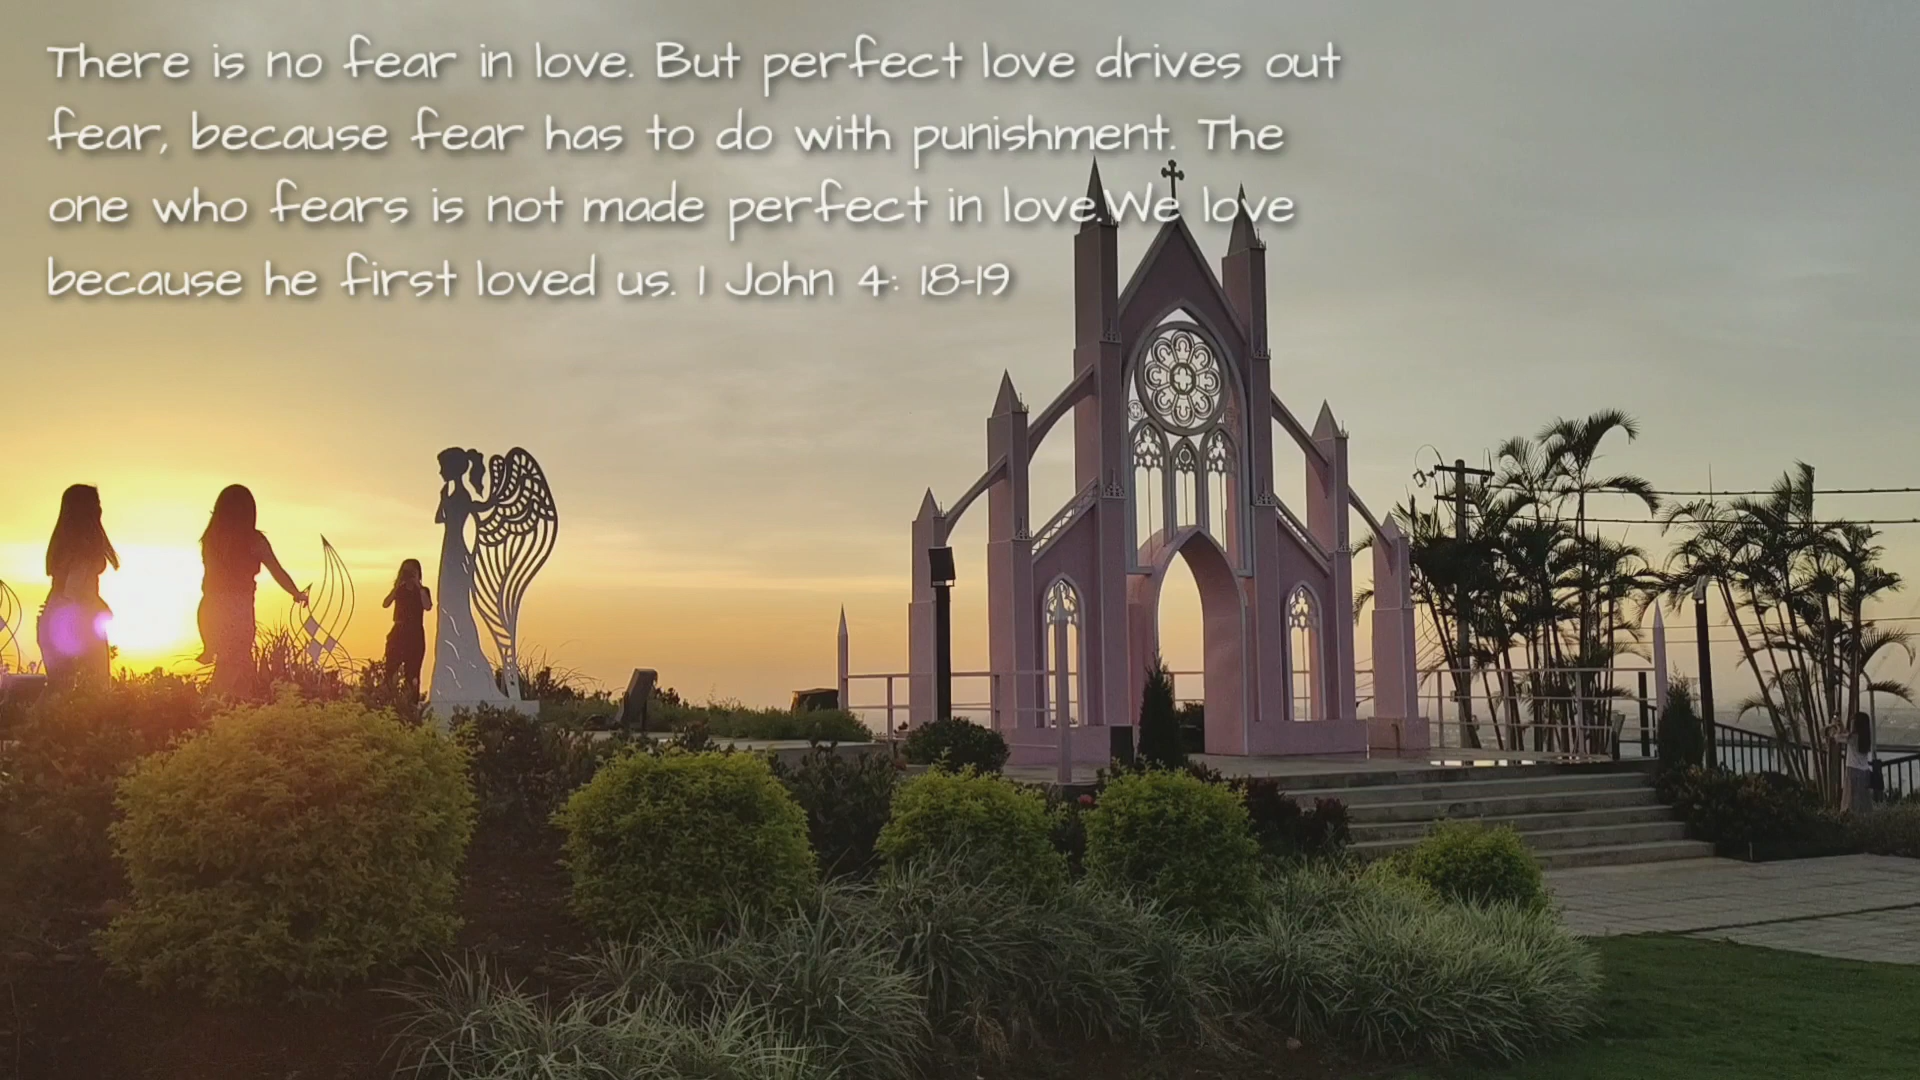 There is no fear in love. But perfect love drives out
fear, because fear has to do with punishment. The
one who fears is not made perfect in love.We love
because he first loved us. 1 John 4: 18-19